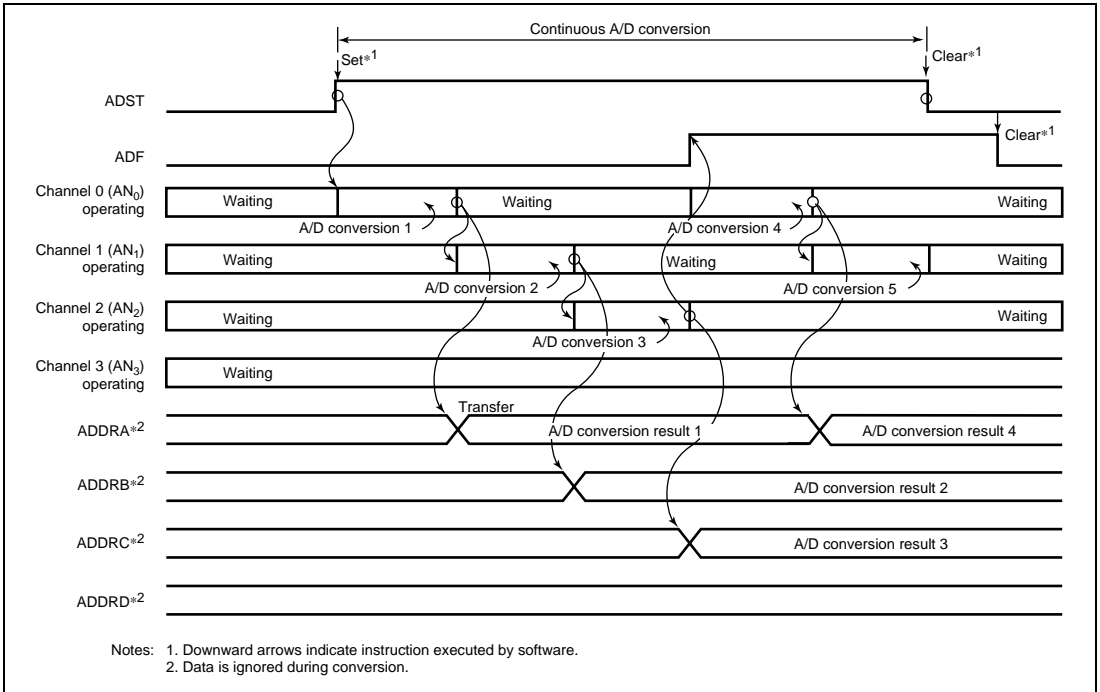 Continuous A/D conversion
Set*1
Clear*1
ADST
Clear*1
ADF
Channel 0 (AN0)
operating
Waiting
Waiting
Waiting
A/D conversion 1
A/D conversion 4
Channel 1 (AN1)
operating
Waiting
Waiting
Waiting
A/D conversion 2
A/D conversion 5
Channel 2 (AN2)
operating
Waiting
Waiting
A/D conversion 3
Channel 3 (AN3)
operating
Waiting
Transfer
ADDRA*2
A/D conversion result 1
A/D conversion result 4
ADDRB*2
A/D conversion result 2
ADDRC*2
A/D conversion result 3
ADDRD*2
Notes: 1. Downward arrows indicate instruction executed by software.
2. Data is ignored during conversion.